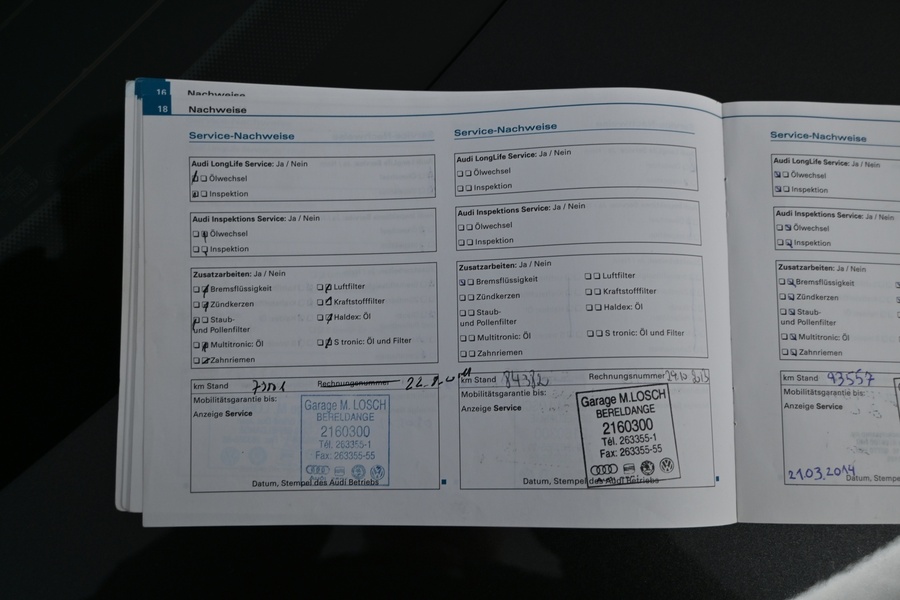 16 Nachweise
18 Nachweise
Service-Nachweise
Audi LongLife Service: Ja / Nein
Ölwechsel
Inspektion
Audi Inspektions Service: Ja / Nein
Ölwechsel
Inspektion
Zusatzarbeiten: Ja / Nein
Bremsflüssigkeit
Luftfilter
Zündkerzen
Kraftstofffilter
Staub-
und Pollenfilter
Haldex: Öl
Multitronic: Öl
S tronic: Öl und Filter
Zahnriemen
km Stand
Rechnungsnummer
Mobilitätsgarantie bis:
Anzeige Service
Garage M. LOSCH
BERELDANGE
2160300
Tél. 263355-1
Fax: 263355-55
Datum, Stempel des Audi Betriebs
Service-Nachweise
Audi LongLife Service: Ja / Nein
Ölwechsel
Inspektion
Audi Inspektions Service: Ja / Nein
Ölwechsel
Inspektion
Zusatzarbeiten: Ja / Nein
Bremsflüssigkeit
Luftfilter
Zündkerzen
Kraftstofffilter
Staub-
und Pollenfilter
Haldex: Öl
Multitronic: Öl
S tronic: Öl und Filter
Zahnriemen
km Stand 84382
Rechnungsnummer
Mobilitätsgarantie bis:
Anzeige Service
Garage M. LOSCH
BERELDANGE
2160300
Tél. 263355-1
Fax: 263355-55
Datum, Stempel des Audi Betriebs
Service-Nachweise
Audi LongLife Service: Ja / Nein
Ölwechsel
Inspektion
Audi Inspektions Service: Ja / Nein
Ölwechsel
Inspektion
Zusatzarbeiten: Ja / Nein
Bremsflüssigkeit
Zündkerzen
Staub-
und Pollenfilter
Multitronic: Öl
Zahnriemen
km Stand 93557
Mobilitätsgarantie bis:
Anzeige Service
21.03.2014
Datum, Stempe